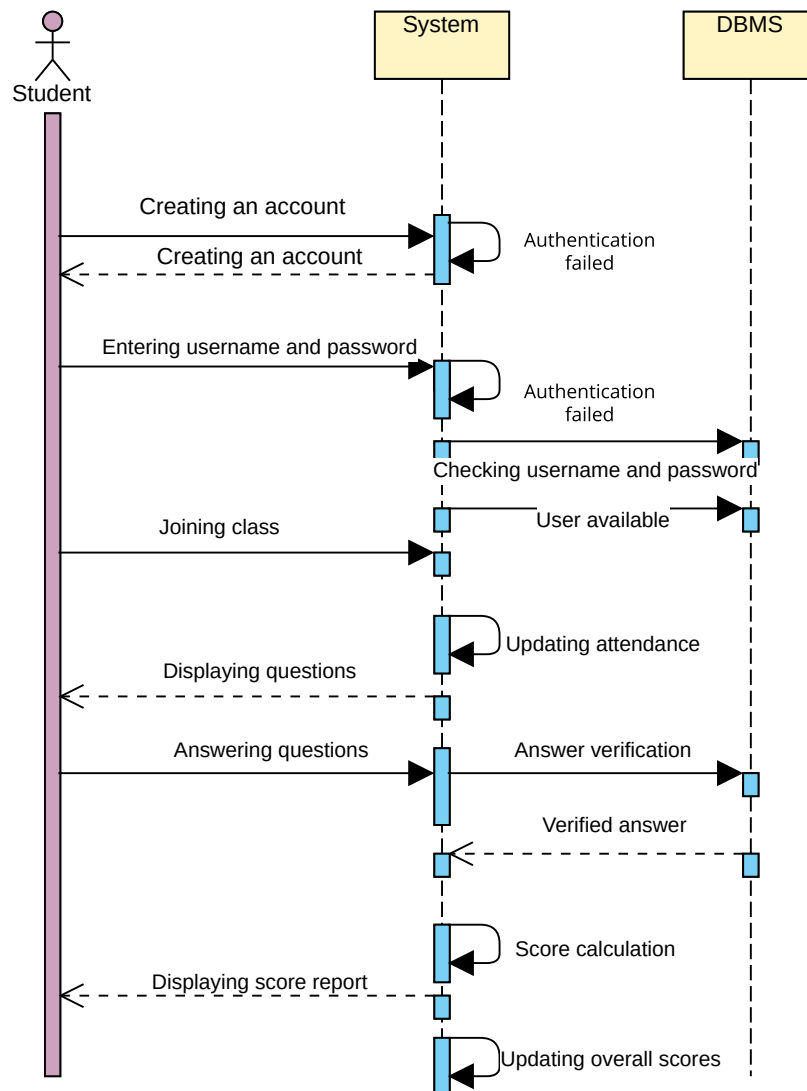 System
DBMS
Student
Creating an account
Authentication
failed
Creating an account
Entering username and password
Authentication
failed
Checking username and password
User available
Joining class
Updating attendance
Displaying questions
Answering questions
Answer verification
Verified answer
Score calculation
Displaying score report
Updating overall scores